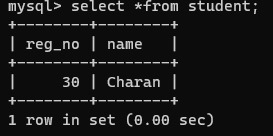 mysql> select *from student;
+--------+--------+
| reg_no | name   |
+--------+--------+
|     30 | Charan |
+--------+--------+
1 row in set (0.00 sec)